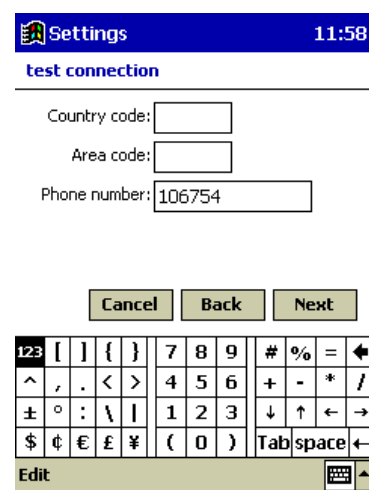 Settings 11:58
test connection
Country code:
Area code:
Phone number: 106754
Cancel Back Next
123 [ ] { } 7 8 9 # % = ←
^ , . < > 4 5 6 + - * /
± ° : \ | 1 2 3 ↓ ↑ ← →
$ ¢ € £ ¥ ( 0 ) Tab space ←
Edit